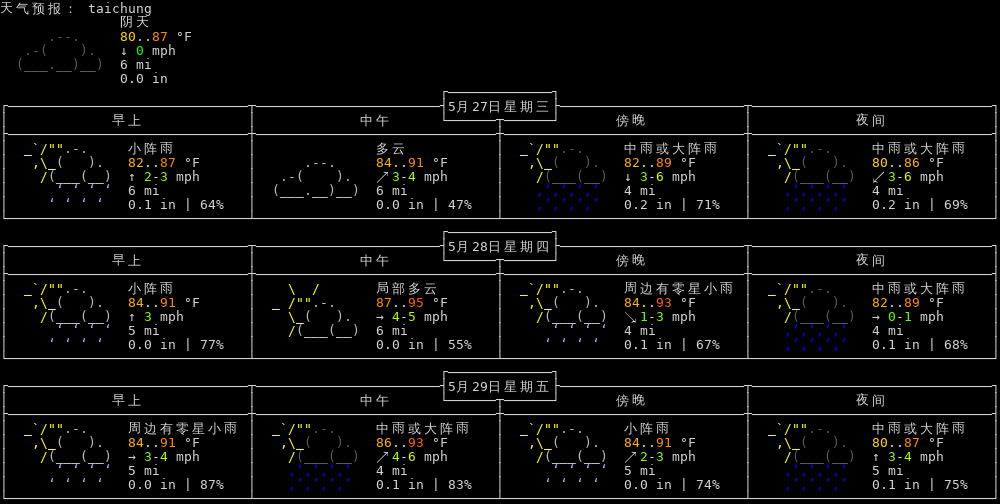 天气预报： taichung
阴天
80..87 °F
↓ 0 mph
6 mi
0.0 in
5月27日星期三
早上 中午 傍晚 夜间
小阵雨 多云 中雨或大阵雨 中雨或大阵雨
82..87 °F 84..91 °F 82..89 °F 80..86 °F
↑ 2-3 mph ↗ 3-4 mph ↓ 3-6 mph ↙ 3-6 mph
6 mi 6 mi 4 mi 4 mi
0.1 in | 64% 0.0 in | 47% 0.2 in | 71% 0.2 in | 69%
5月28日星期四
早上 中午 傍晚 夜间
小阵雨 局部多云 周边有零星小雨 中雨或大阵雨
84..91 °F 87..95 °F 84..93 °F 82..89 °F
↑ 3 mph → 4-5 mph ↘ 1-3 mph → 0-1 mph
5 mi 6 mi 4 mi 4 mi
0.0 in | 77% 0.0 in | 55% 0.1 in | 67% 0.1 in | 68%
5月29日星期五
早上 中午 傍晚 夜间
周边有零星小雨 中雨或大阵雨 小阵雨 中雨或大阵雨
84..91 °F 86..93 °F 84..91 °F 80..87 °F
→ 3-4 mph ↗ 4-6 mph ↗ 2-3 mph ↑ 3-4 mph
5 mi 4 mi 5 mi 5 mi
0.0 in | 87% 0.1 in | 83% 0.0 in | 74% 0.1 in | 75%